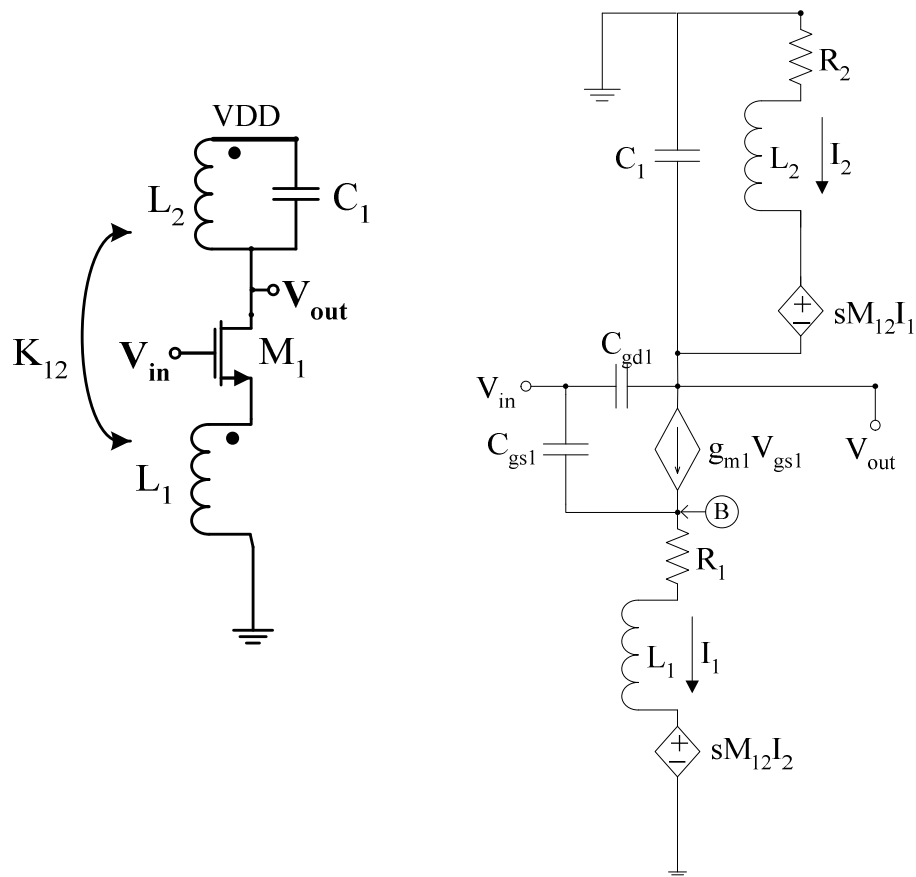 VDD
L2
C1
Vout
K12
Vin
M1
L1
R2
C1
L2
I2
+
−
sM12I1
Cgd1
Vin
Cgs1
gm1Vgs1
Vout
B
R1
L1
I1
+
−
sM12I2